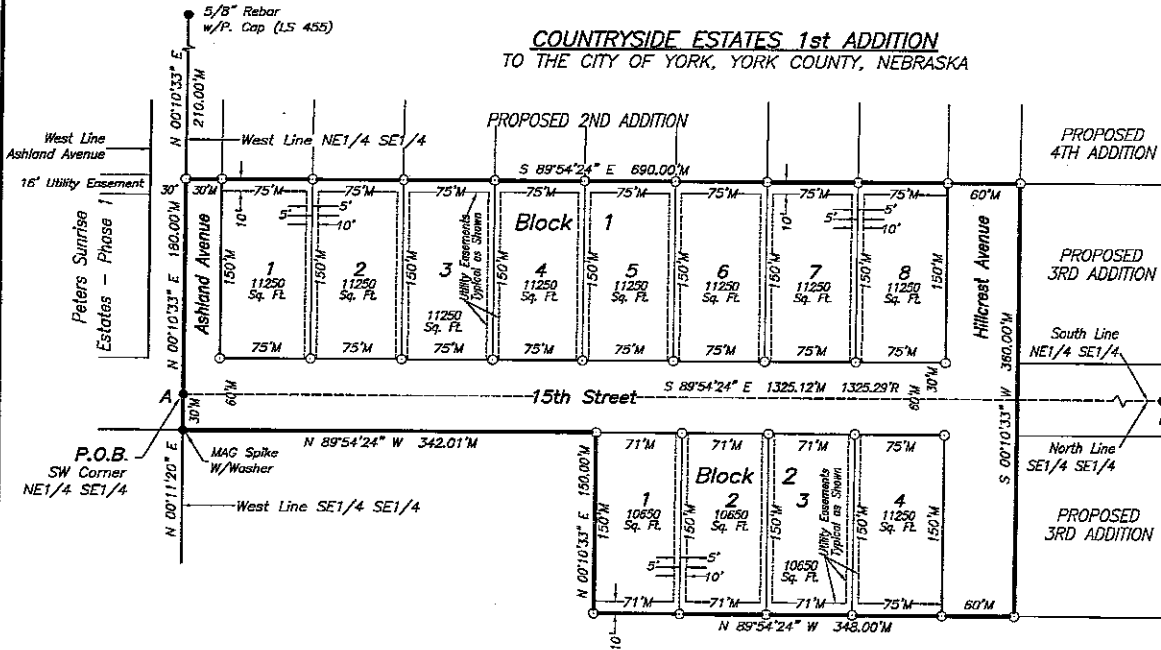 5/8" Rebar
w/P. Cap (LS 455)
COUNTRYSIDE ESTATES 1st ADDITION
TO THE CITY OF YORK, YORK COUNTY, NEBRASKA
N 00°10'33" E
210.00'M
West Line
Ashland Avenue
West Line NE1/4 SE1/4
PROPOSED 2ND ADDITION
PROPOSED
4TH ADDITION
S 89°54'24" E 690.00'M
16' Utility Easement
30'
30'M
75'M
75'M
75'M
75'M
75'M
75'M
75'M
75'M
60'M
10'
5'
5'
10'
10'
5'
5'
10'
Block 1
Peters Sunrise
Estates - Phase 1
N 00°10'33" E 180.00'M
Ashland Avenue
150'M
150'M
150'M
150'M
150'M
150'M
150'M
150'M
150'M
1
11250
Sq. Ft.
2
11250
Sq. Ft.
3
11250
Sq. Ft.
Utility Easements
Typical as Shown
4
11250
Sq. Ft.
5
11250
Sq. Ft.
6
11250
Sq. Ft.
7
11250
Sq. Ft.
8
11250
Sq. Ft.
Hillcrest Avenue
PROPOSED
3RD ADDITION
75'M
75'M
75'M
75'M
75'M
75'M
75'M
75'M
South Line
NE1/4 SE1/4
S 00°10'33" W 360.00'M
A
30'M
60'M
15th Street
S 89°54'24" E 1325.12'M 1325.29'R
60'M
30'M
P.O.B.
SW Corner
NE1/4 SE1/4
MAG Spike
W/Washer
N 89°54'24" W 342.01'M
71'M
71'M
71'M
75'M
North Line
SE1/4 SE1/4
N 00°11'20" E
West Line SE1/4 SE1/4
Block 2
N 00°10'33" E 150.00'M
150'M
150'M
150'M
150'M
150'M
1
10650
Sq. Ft.
2
10650
Sq. Ft.
3
10650
Sq. Ft.
Utility Easements
Typical as Shown
4
11250
Sq. Ft.
PROPOSED
3RD ADDITION
5'
5'
10'
71'M
71'M
71'M
75'M
60'M
10'
N 89°54'24" W 348.00'M